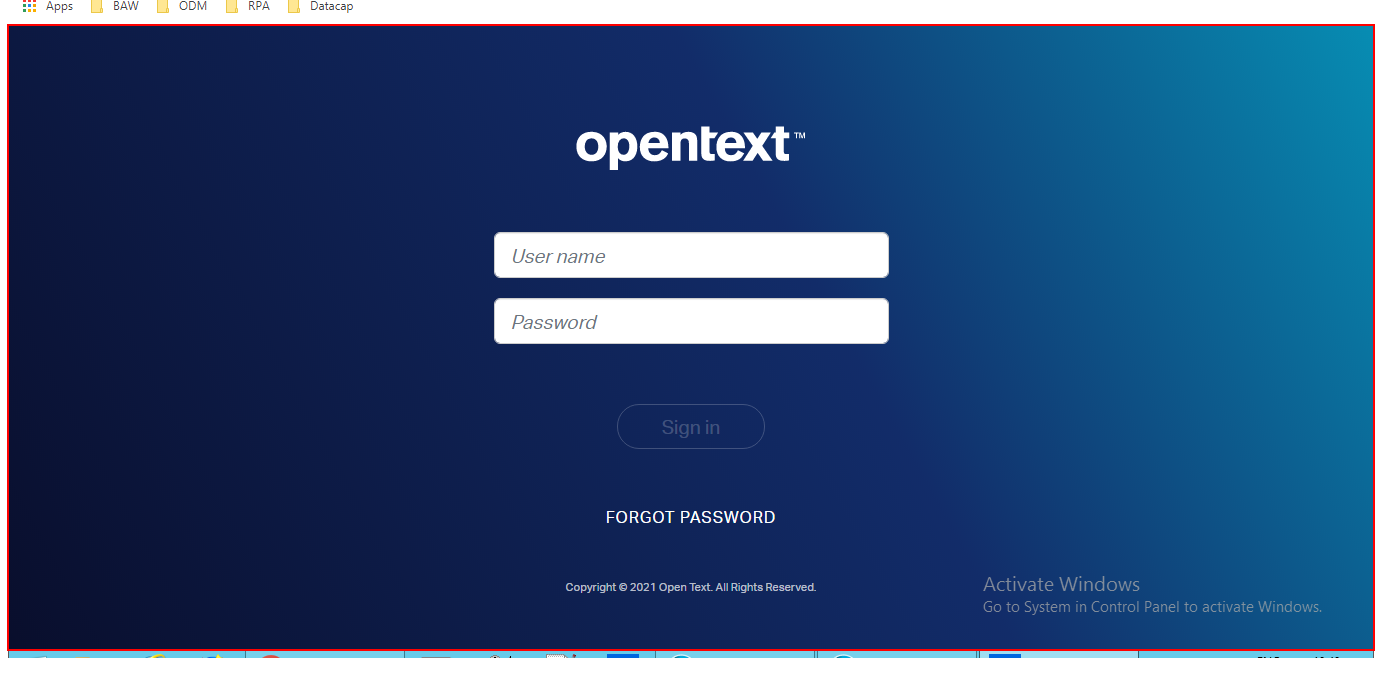 Apps BAW ODM RPA Datacap
opentext™
User name
Password
Sign in
FORGOT PASSWORD
Copyright © 2021 Open Text. All Rights Reserved.
Activate Windows
Go to System in Control Panel to activate Windows.